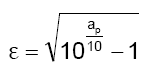 ε = √(10^(a_p/10) − 1)